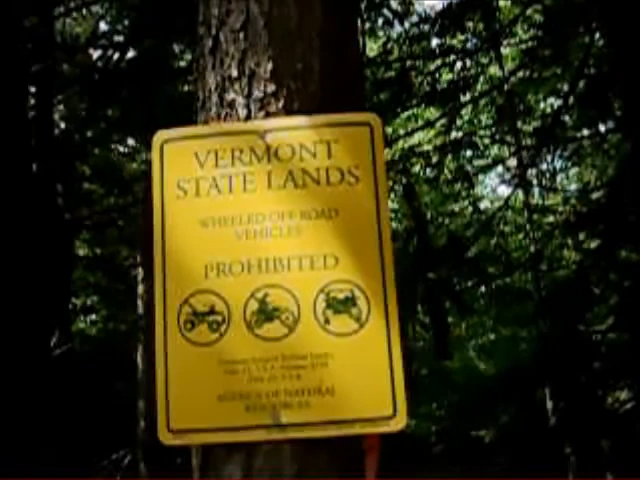 VERMONT
STATE LANDS
WHEELED OFF ROAD
VEHICLES
PROHIBITED
AGENCY OF NATURAL
RESOURCES